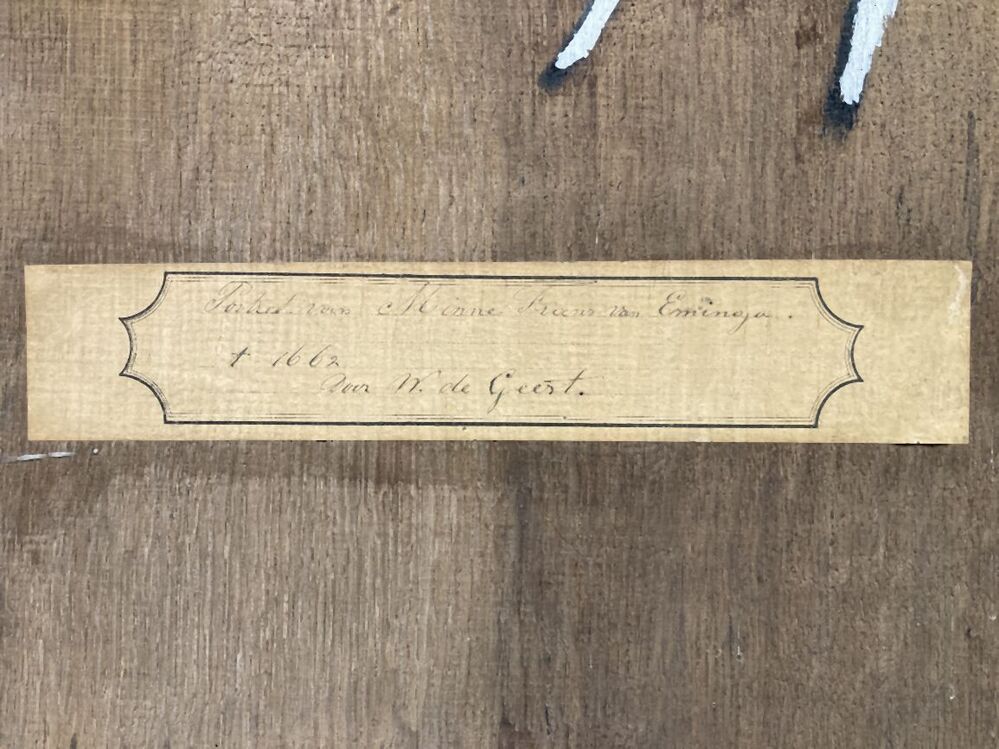 Portret van Minne Frans van Eminga.
† 1662
door W. de Geest.